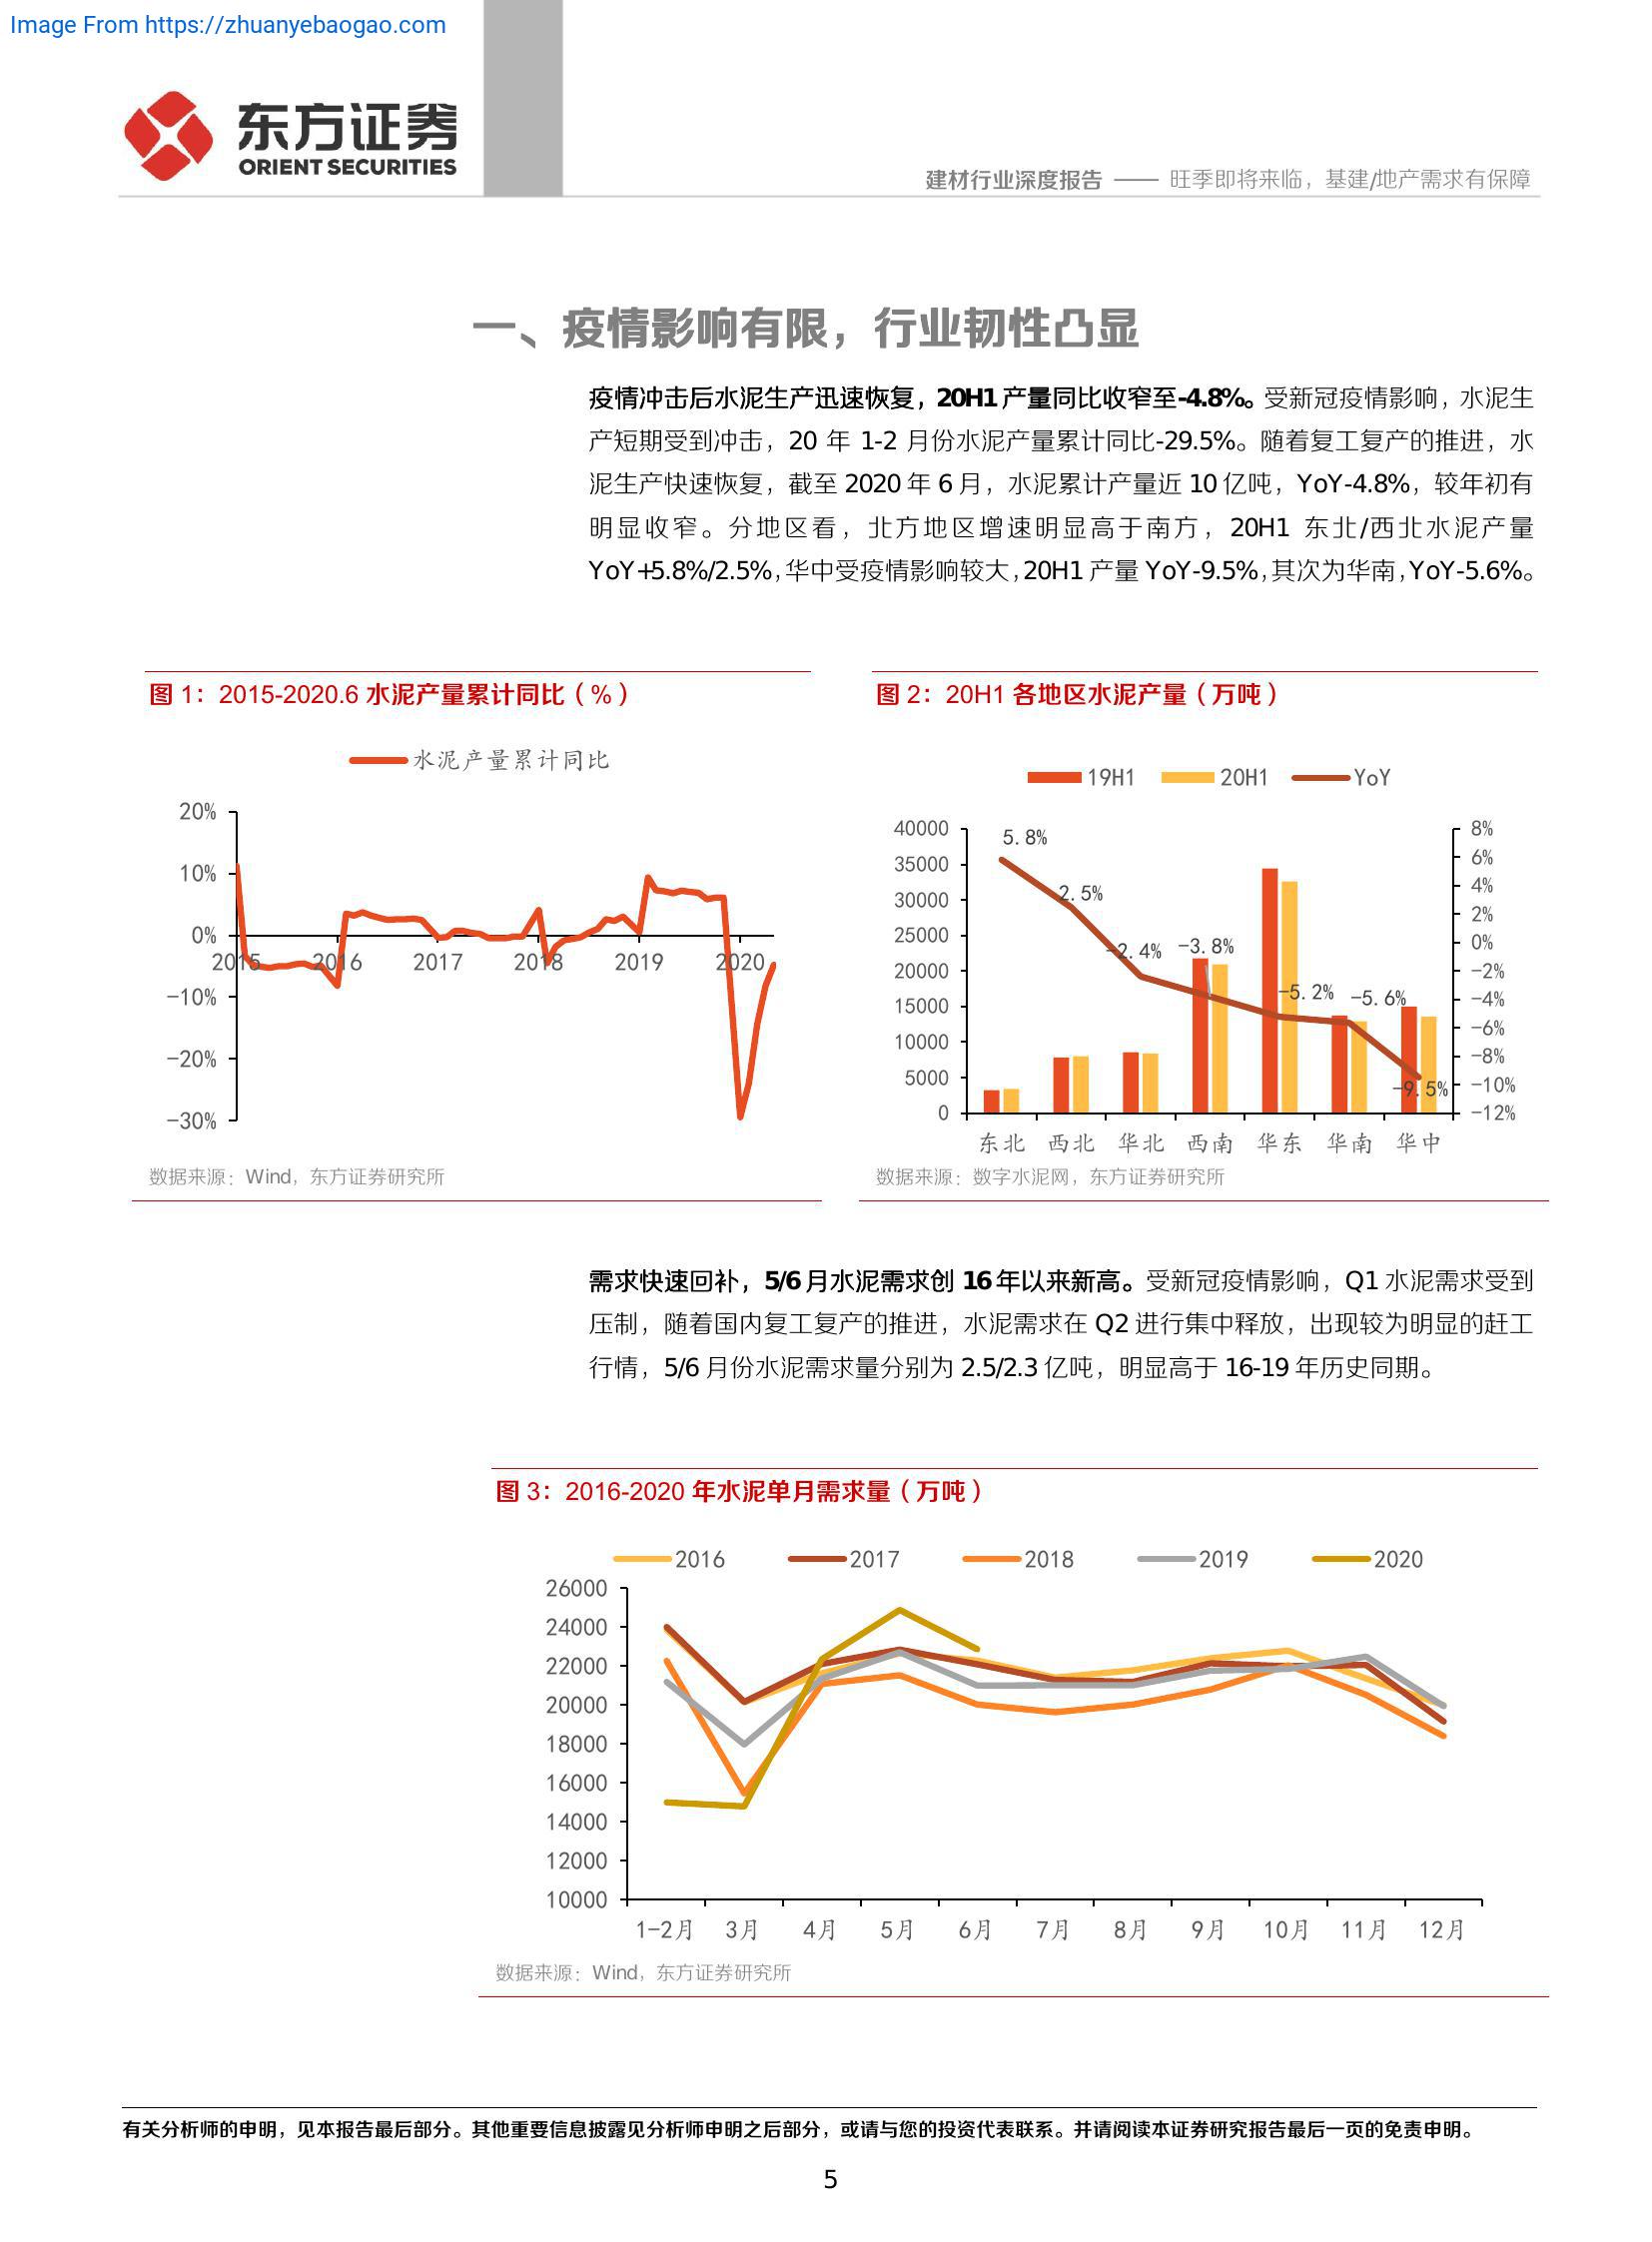 Image From https://zhuanyebaogao.com
东方证券
ORIENT SECURITIES
建材行业深度报告 —— 旺季即将来临，基建/地产需求有保障
一、疫情影响有限，行业韧性凸显
疫情冲击后水泥生产迅速恢复，20H1 产量同比收窄至-4.8%。受新冠疫情影响，水泥生
产短期受到冲击，20 年 1-2 月份水泥产量累计同比-29.5%。随着复工复产的推进，水
泥生产快速恢复，截至 2020 年 6 月，水泥累计产量近 10 亿吨，YoY-4.8%，较年初有
明显收窄。分地区看，北方地区增速明显高于南方，20H1 东北/西北水泥产量
YoY+5.8%/2.5%，华中受疫情影响较大，20H1 产量 YoY-9.5%，其次为华南，YoY-5.6%。
图 1：2015-2020.6 水泥产量累计同比（%）
水泥产量累计同比
20%
10%
0%
-10%
-20%
-30%
2015 2016 2017 2018 2019 2020
数据来源：Wind，东方证券研究所
图 2：20H1 各地区水泥产量（万吨）
19H1 20H1 YoY
40000
35000
30000
25000
20000
15000
10000
5000
0
5.8% 2.5% -2.4% -3.8% -5.2% -5.6% -9.5%
8%
6%
4%
2%
0%
-2%
-4%
-6%
-8%
-10%
-12%
东北 西北 华北 西南 华东 华南 华中
数据来源：数字水泥网，东方证券研究所
需求快速回补，5/6 月水泥需求创 16 年以来新高。受新冠疫情影响，Q1 水泥需求受到
压制，随着国内复工复产的推进，水泥需求在 Q2 进行集中释放，出现较为明显的赶工
行情，5/6 月份水泥需求量分别为 2.5/2.3 亿吨，明显高于 16-19 年历史同期。
图 3：2016-2020 年水泥单月需求量（万吨）
2016 2017 2018 2019 2020
26000
24000
22000
20000
18000
16000
14000
12000
10000
1-2月 3月 4月 5月 6月 7月 8月 9月 10月 11月 12月
数据来源：Wind，东方证券研究所
有关分析师的申明，见本报告最后部分。其他重要信息披露见分析师申明之后部分，或请与您的投资代表联系。并请阅读本证券研究报告最后一页的免责申明。
5